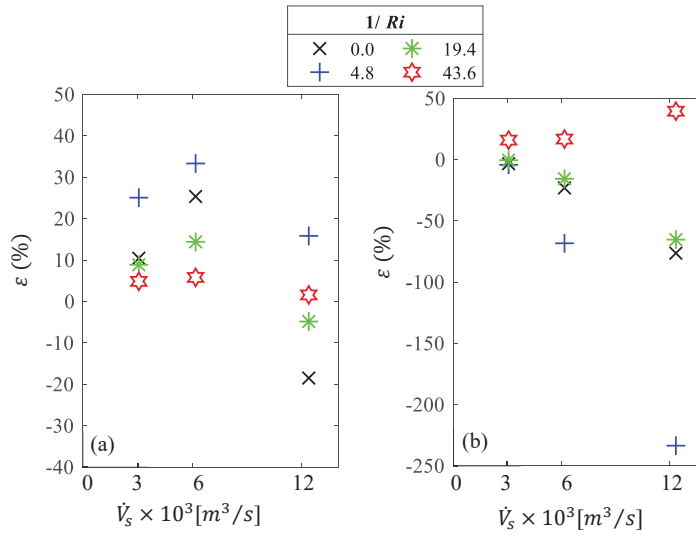 1/ Ri
0.0 19.4
4.8 43.6
50
40
30
20
10
0
-10
-20
-30
-40
ε (%)
(a)
0 3 6 12
V̇ₛ × 10³[m³/s]
50
0
-50
-100
-150
-200
-250
ε (%)
(b)
0 3 6 12
V̇ₛ × 10³[m³/s]